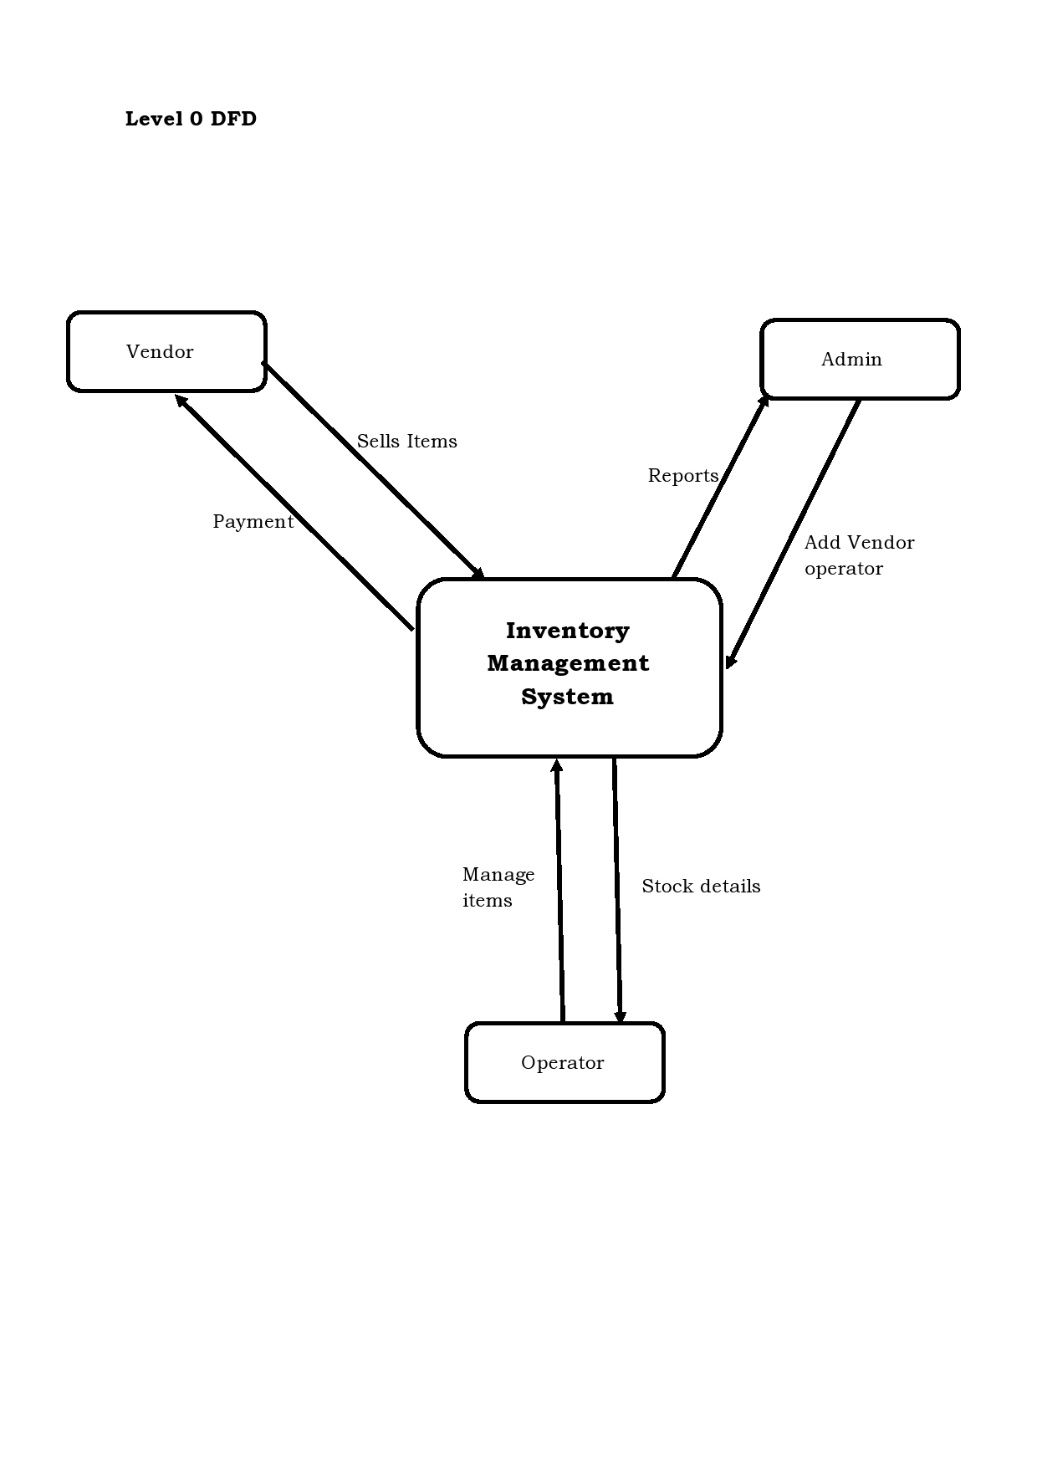 Level 0 DFD
Vendor
Admin
Sells Items
Reports
Payment
Add Vendor
operator
Inventory
Management
System
Manage
items
Stock details
Operator